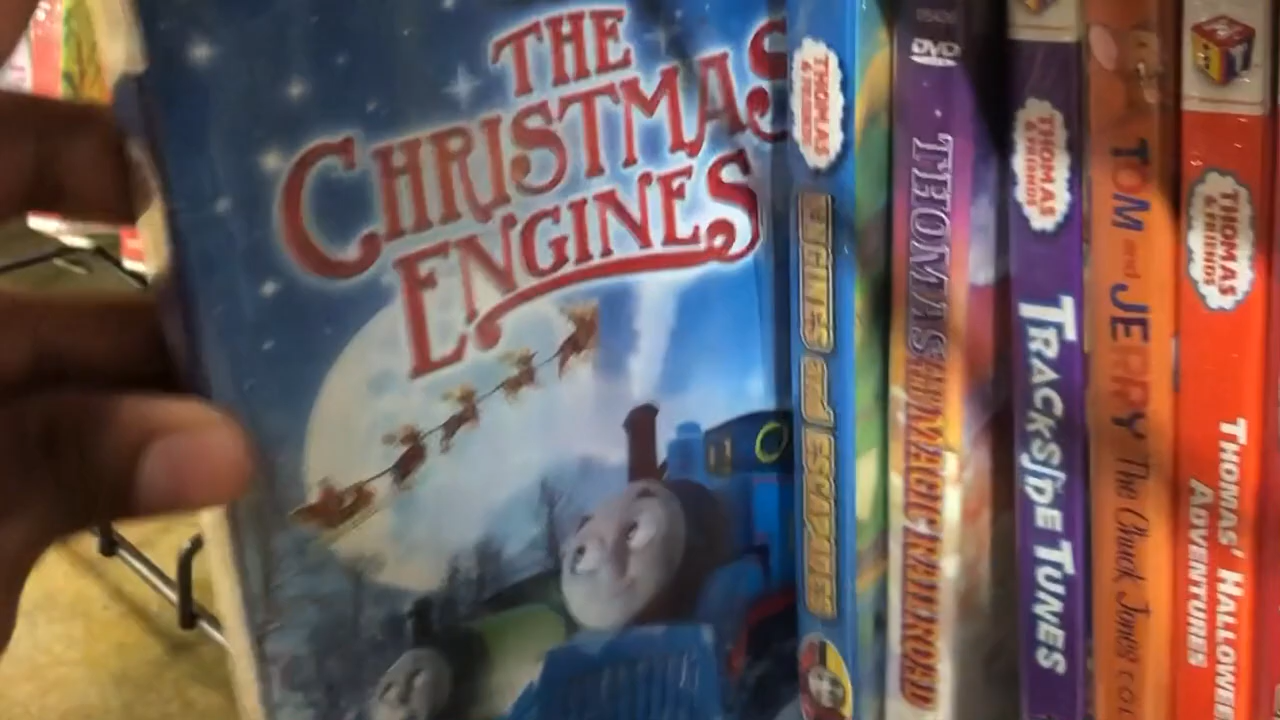 THE
CHRISTMAS
ENGINES
THOMAS
& FRIENDS
ENGINES & ESCAPADES
DVD
THOMAS AND THE MAGIC RAILROAD
THOMAS
& FRIENDS
TRACKSIDE TUNES
TOM and JERRY The Chuck Jones COL
THOMAS
& FRIENDS
THOMAS' HALLOWE
ADVENTURES